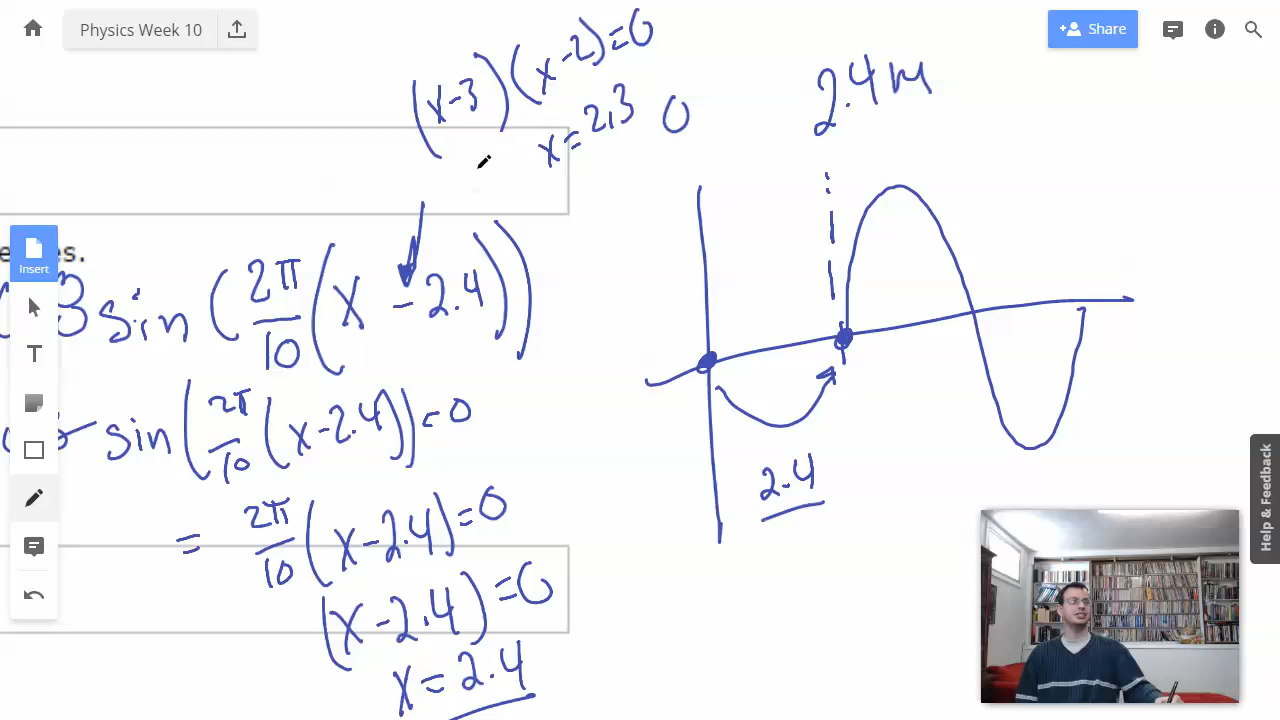 Physics Week 10
Share
(x-3)(x-2)=0
x=2,3 0
2.4 M
es.
Insert
3 sin (2π/10 (x - 2.4))
sin (2π/10 (x-2.4))=0
= 2π/10 (x-2.4)=0
(x-2.4)=0
x=2.4
2.4
Help & Feedback